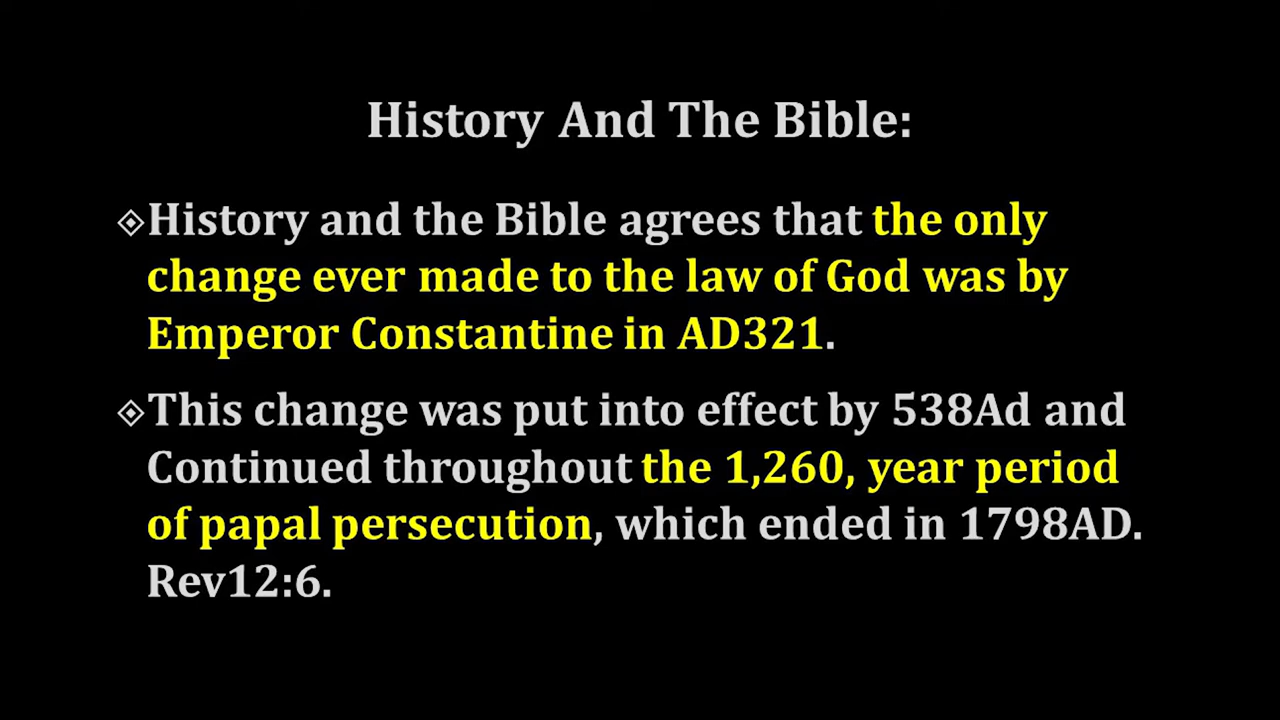 History And The Bible:
History and the Bible agrees that the only
change ever made to the law of God was by
Emperor Constantine in AD321.
This change was put into effect by 538Ad and
Continued throughout the 1,260, year period
of papal persecution, which ended in 1798AD.
Rev12:6.